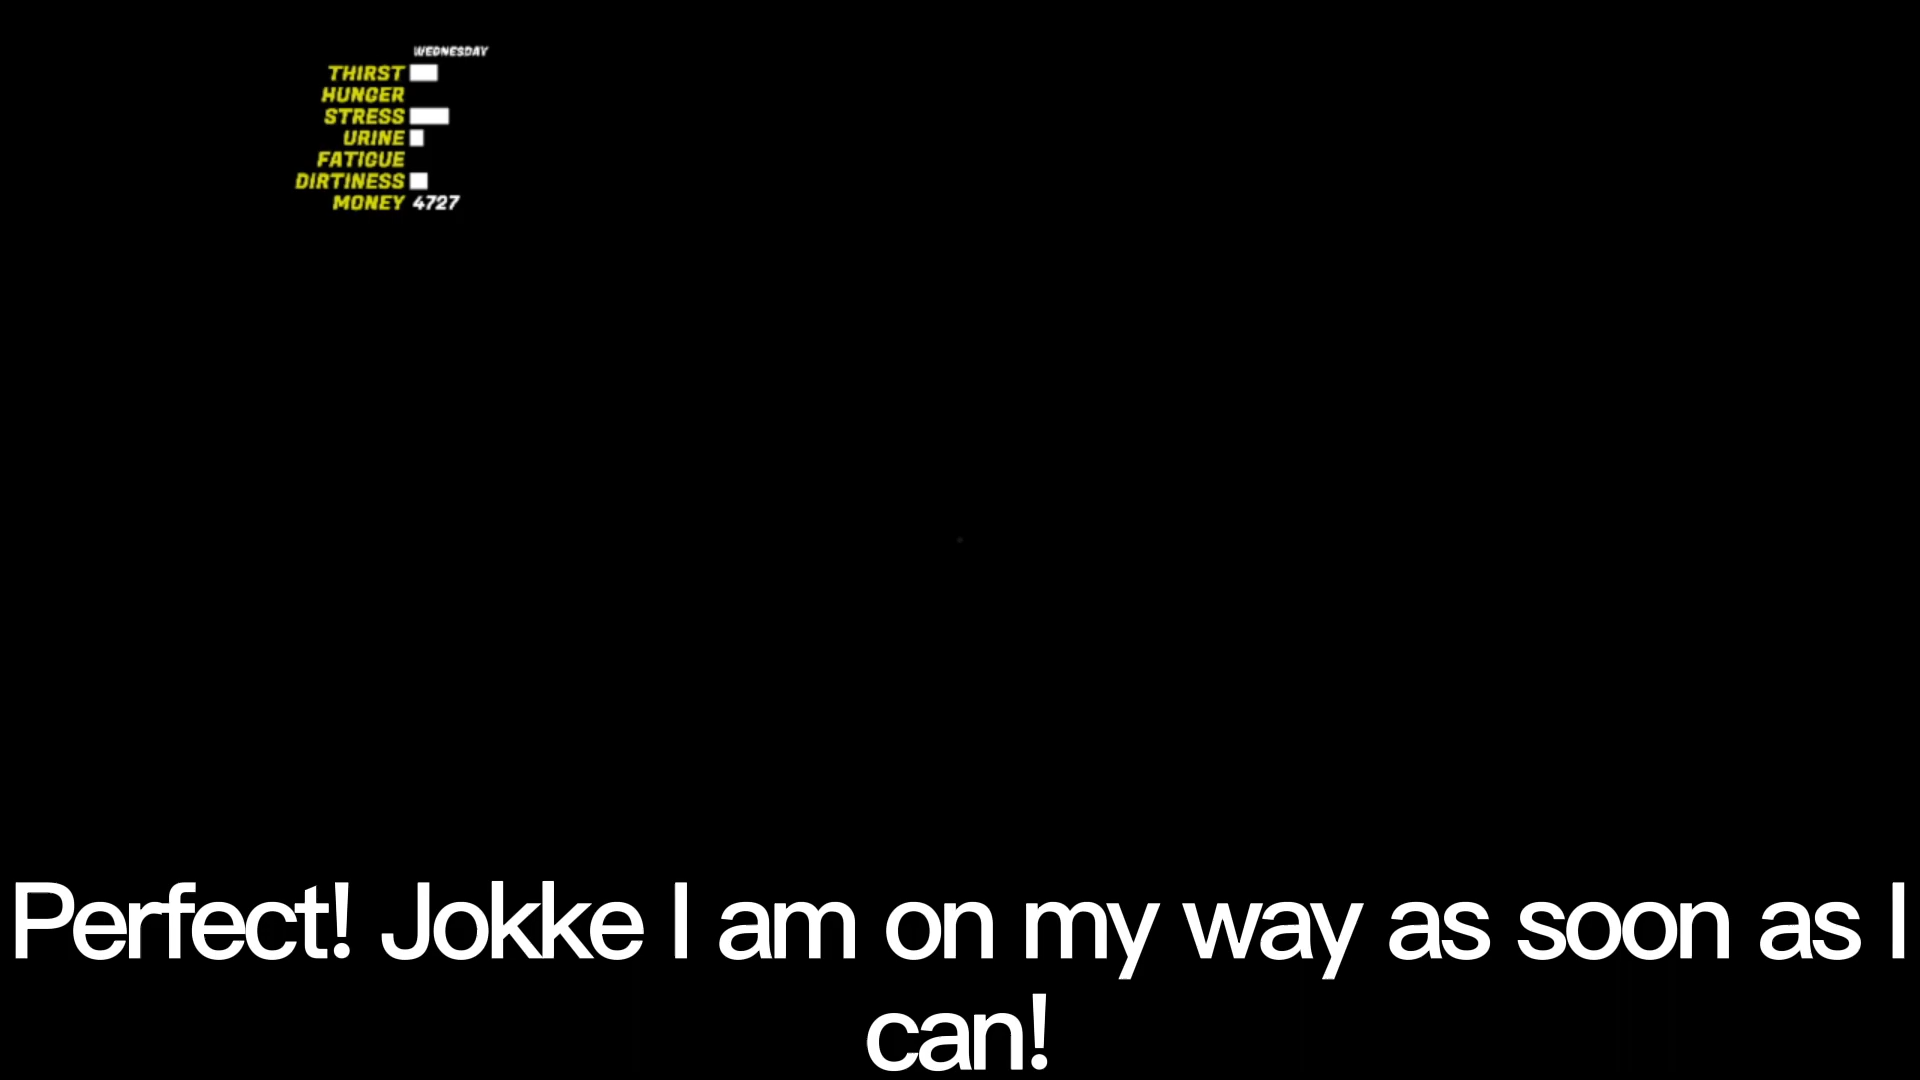 WEDNESDAY
THIRST
HUNGER
STRESS
URINE
FATIGUE
DIRTINESS
MONEY 4727
Perfect! Jokke I am on my way as soon as I
can!